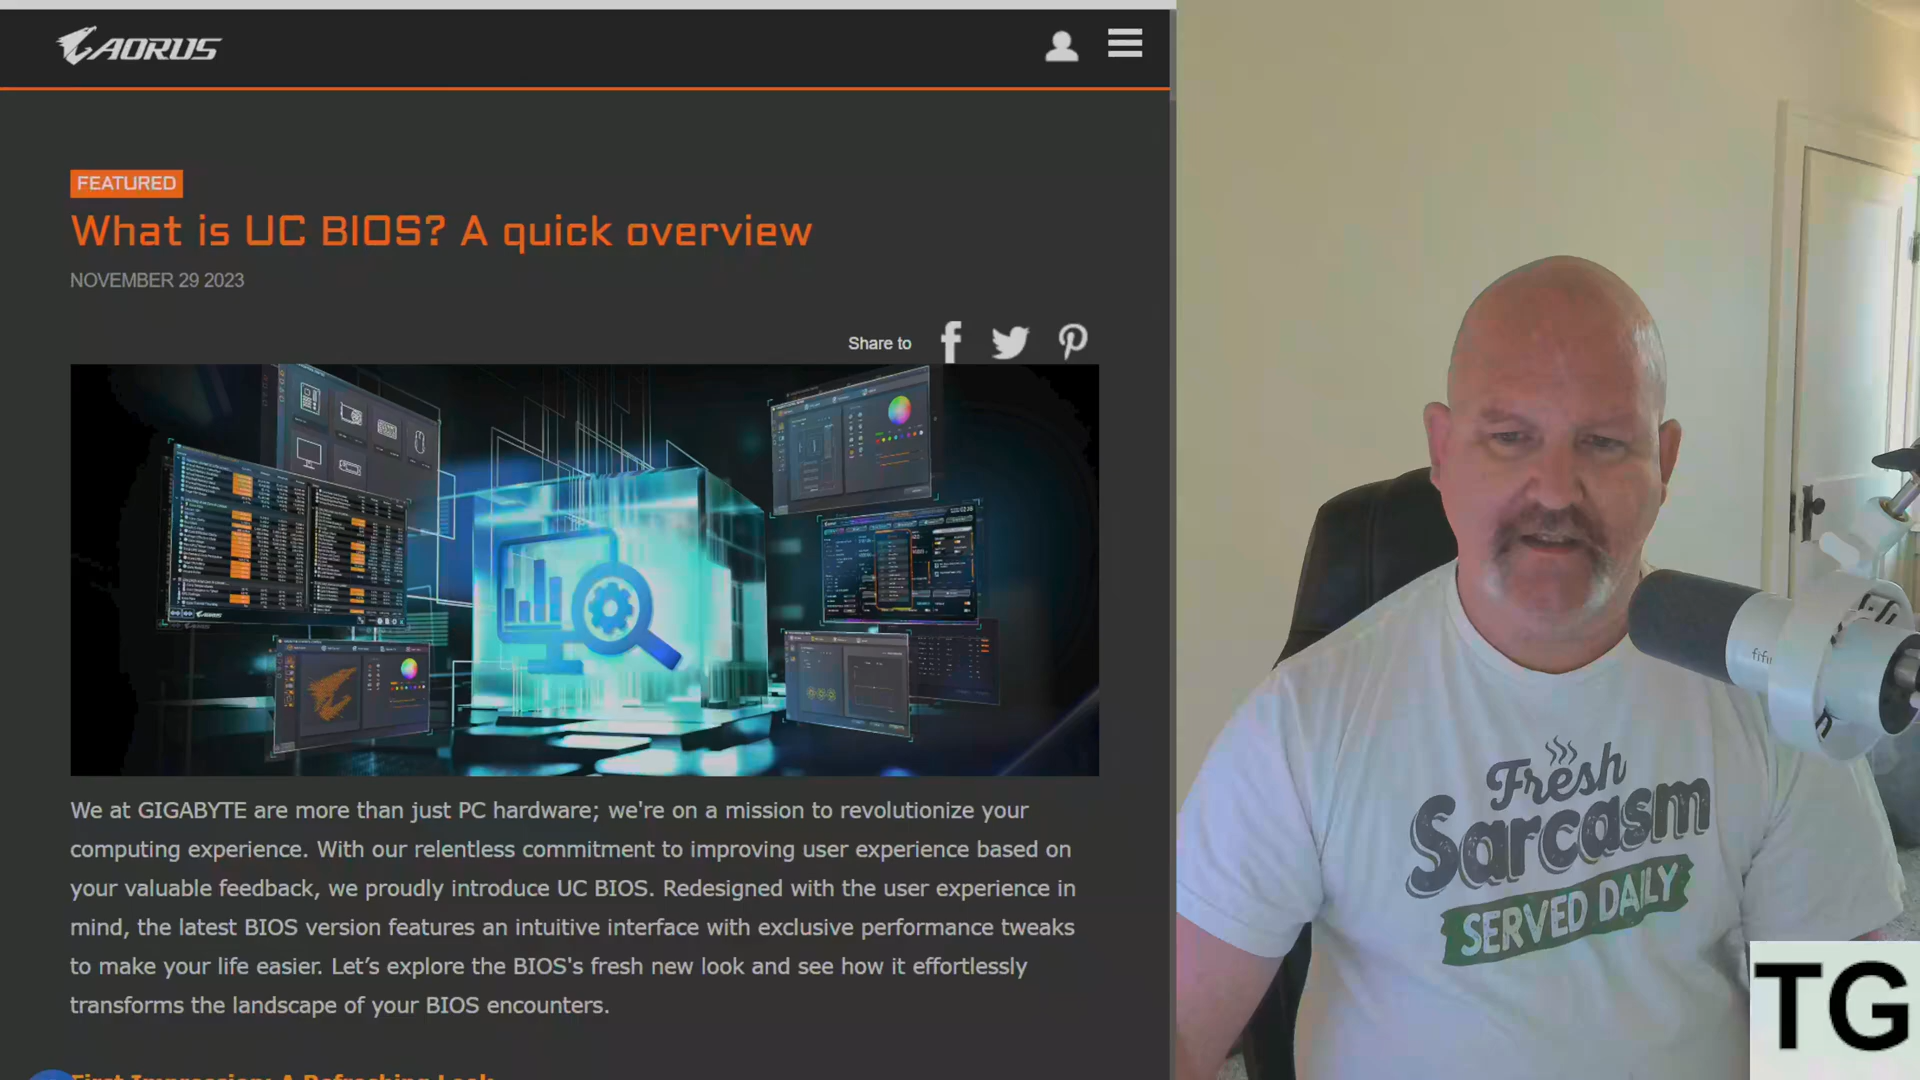 AORUS
FEATURED
What is UC BIOS? A quick overview
NOVEMBER 29 2023
Share to
We at GIGABYTE are more than just PC hardware; we're on a mission to revolutionize your
computing experience. With our relentless commitment to improving user experience based on
your valuable feedback, we proudly introduce UC BIOS. Redesigned with the user experience in
mind, the latest BIOS version features an intuitive interface with exclusive performance tweaks
to make your life easier. Let’s explore the BIOS's fresh new look and see how it effortlessly
transforms the landscape of your BIOS encounters.
First Impression: A Refreshing Look
Fresh
Sarcasm
SERVED DAILY
fifin
TG